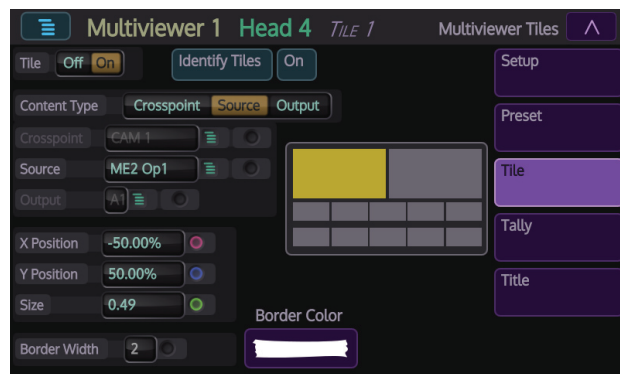 Multiviewer 1 Head 4 TILE 1 Multiviewer Tiles
Tile Off On Identify Tiles On Setup
Content Type Crosspoint Source Output Preset
Crosspoint CAM 1
Source ME2 Op1 Tile
Output A1
Tally
X Position -50.00%
Y Position 50.00% Title
Size 0.49
Border Color
Border Width 2